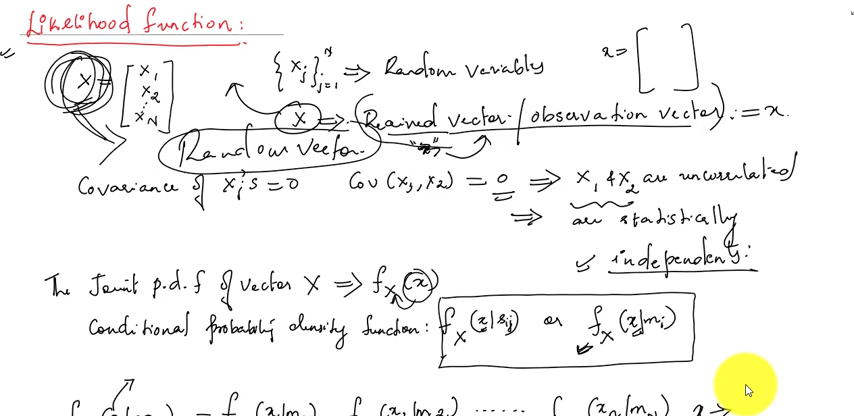 Likelihood function:
X = [x1 x2 : xN] {Xj}j=1^N => Random variables x = [ ]
X => (Received vector / observation vector) := x.
Random vector. "x"
Covariance of Xj's = 0 Cov(X1, X2) = 0 => X1 & X2 are uncorrelated
=> are statistically
independent:
The Joint p.d.f of vector X => fX(x)
Conditional probability density function: fX(x|sij) or fX(x|mi)